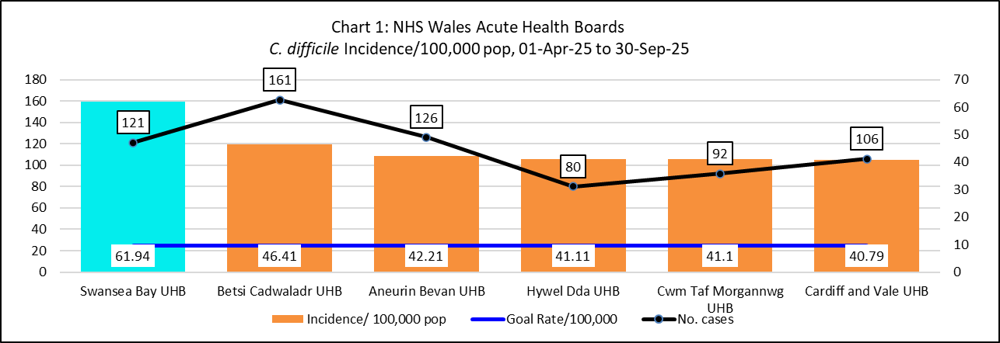 Chart 1: NHS Wales Acute Health Boards
C. difficile Incidence/100,000 pop, 01-Apr-25 to 30-Sep-25
180
160
140
120
100
80
60
40
20
0
70
60
50
40
30
20
10
0
121
161
126
80
92
106
61.94
46.41
42.21
41.11
41.1
40.79
Swansea Bay UHB
Betsi Cadwaladr UHB
Aneurin Bevan UHB
Hywel Dda UHB
Cwm Taf Morgannwg
UHB
Cardiff and Vale UHB
Incidence/ 100,000 pop
Goal Rate/100,000
No. cases